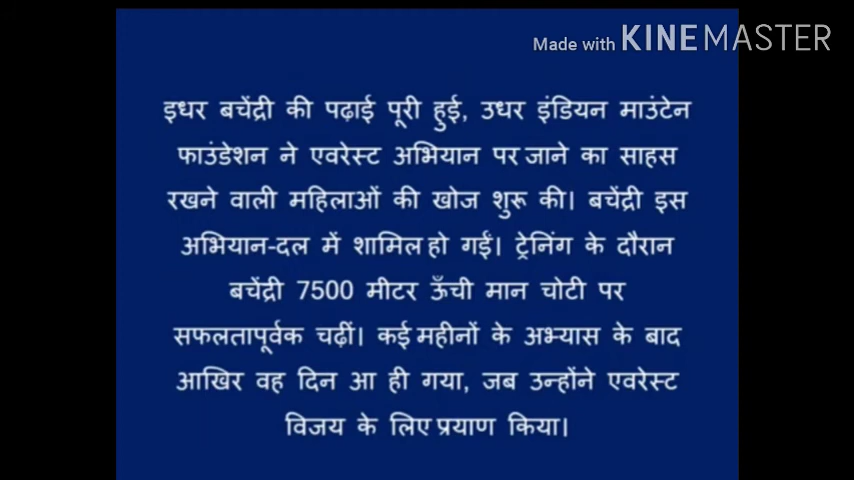 Made with KINEMASTER
इधर बचेंद्री की पढ़ाई पूरी हुई, उधर इंडियन माउंटेन
फाउंडेशन ने एवरेस्ट अभियान पर जाने का साहस
रखने वाली महिलाओं की खोज शुरू की। बचेंद्री इस
अभियान-दल में शामिल हो गईं। ट्रेनिंग के दौरान
बचेंद्री 7500 मीटर ऊँची मान चोटी पर
सफलतापूर्वक चढ़ीं। कई महीनों के अभ्यास के बाद
आखिर वह दिन आ ही गया, जब उन्होंने एवरेस्ट
विजय के लिए प्रयाण किया।